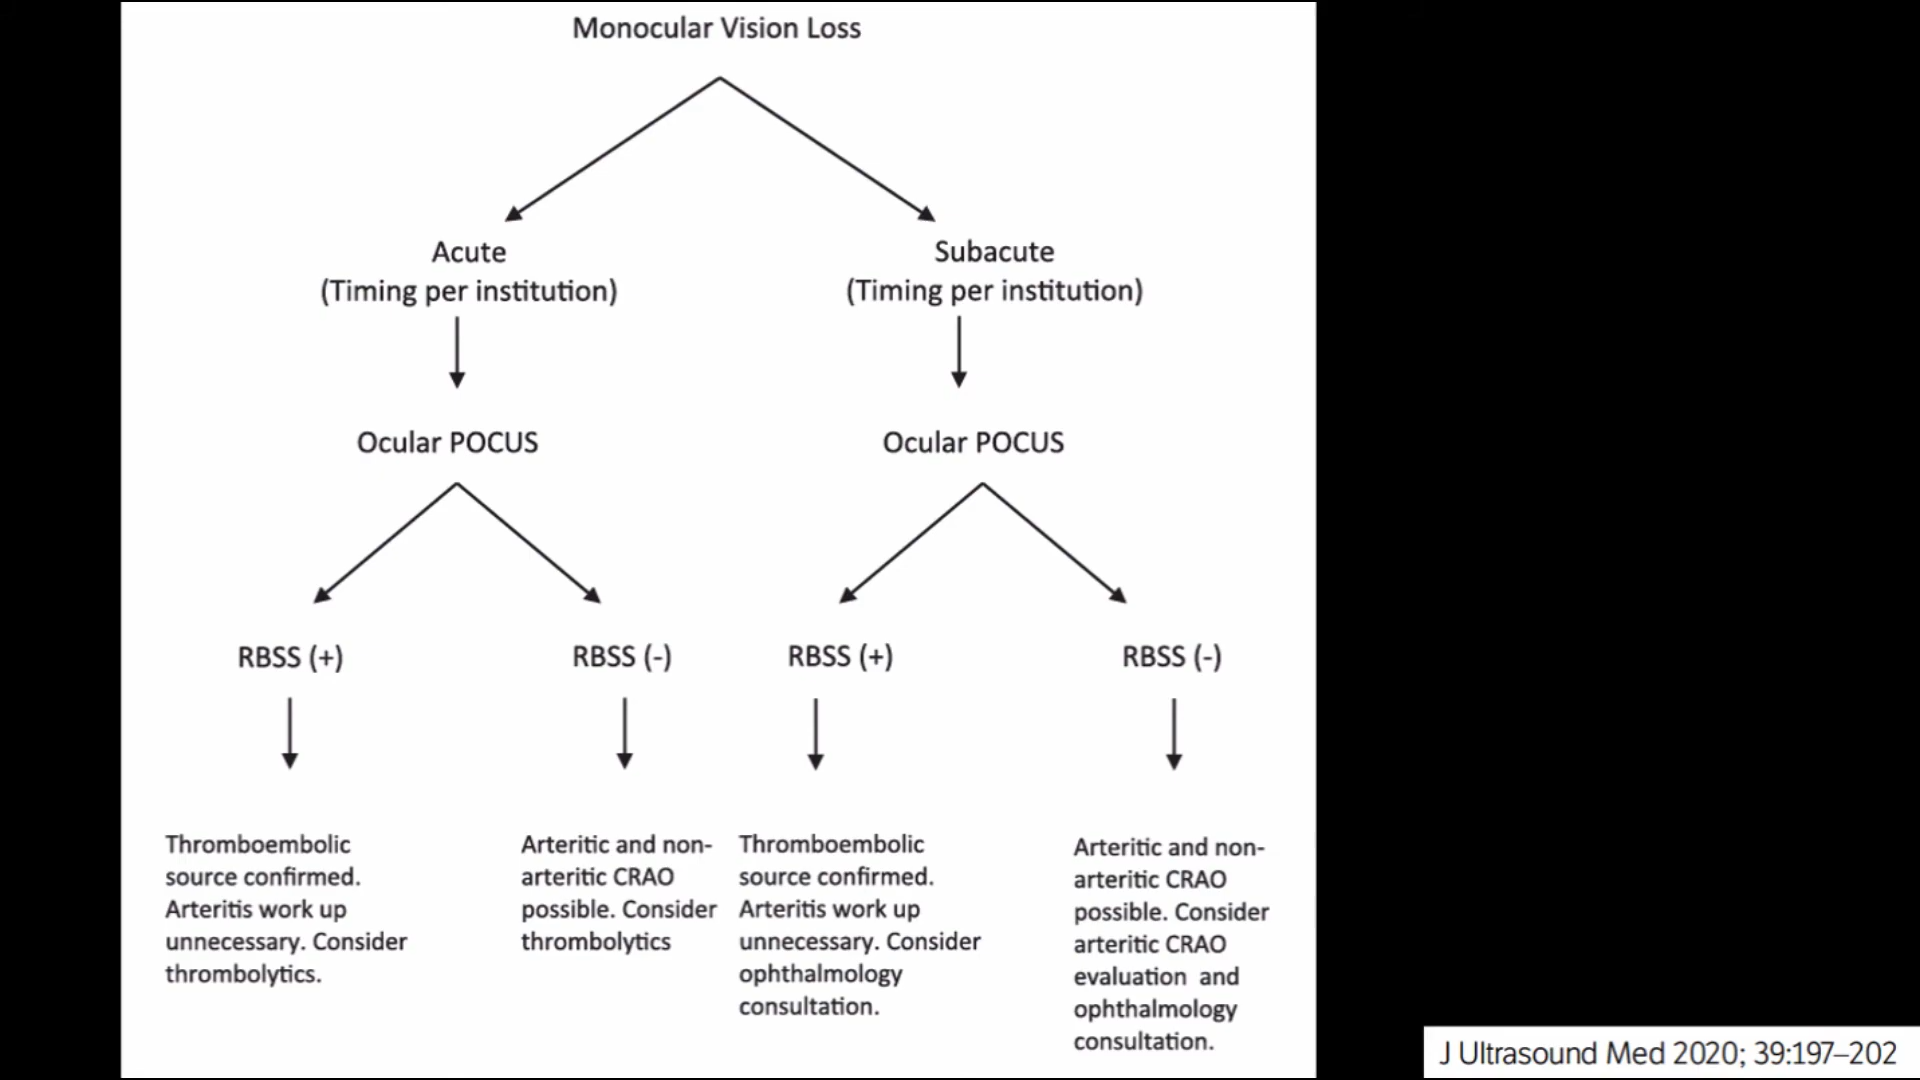 Monocular Vision Loss
Acute
(Timing per institution)
Subacute
(Timing per institution)
Ocular POCUS
Ocular POCUS
RBSS (+)
RBSS (-)
RBSS (+)
RBSS (-)
Thromboembolic
source confirmed.
Arteritis work up
unnecessary. Consider
thrombolytics.
Arteritic and non-
arteritic CRAO
possible. Consider
thrombolytics
Thromboembolic
source confirmed.
Arteritis work up
unnecessary. Consider
ophthalmology
consultation.
Arteritic and non-
arteritic CRAO
possible. Consider
arteritic CRAO
evaluation and
ophthalmology
consultation.
J Ultrasound Med 2020; 39:197–202